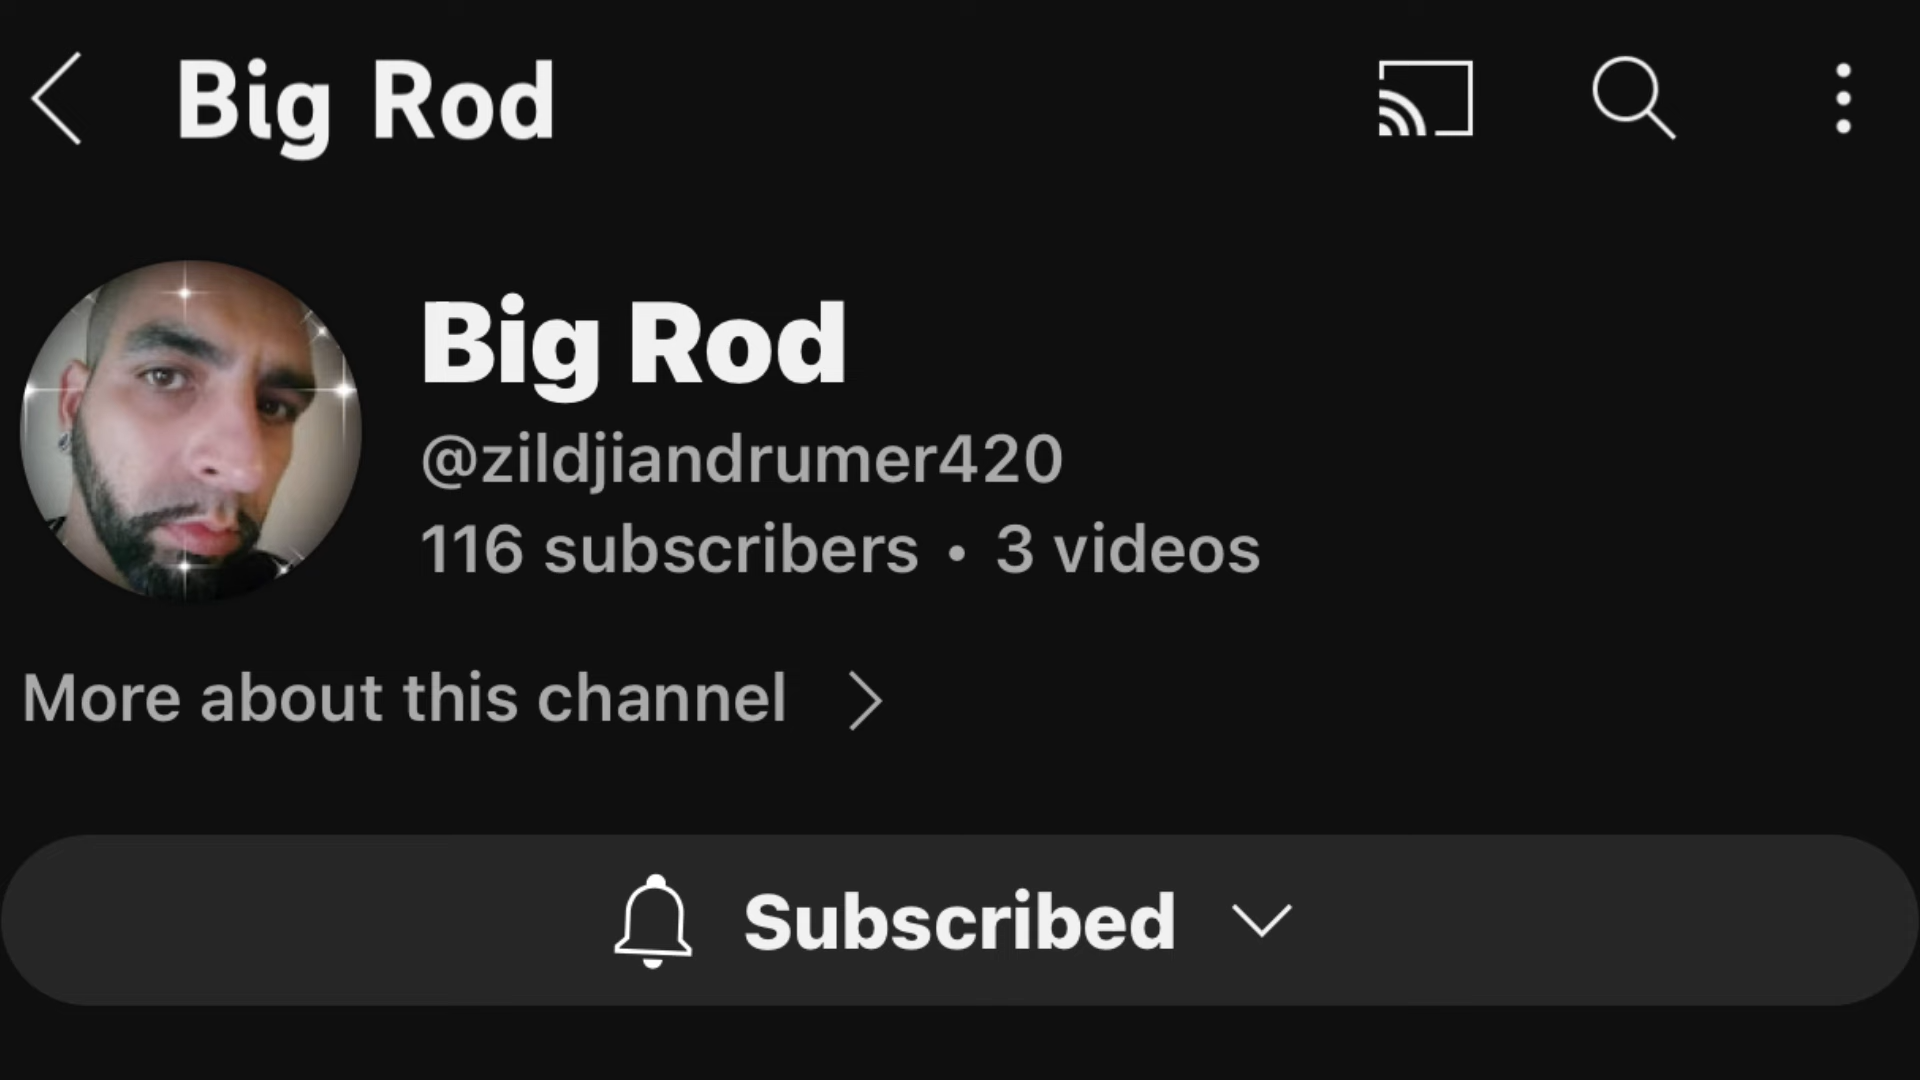 Big Rod
Big Rod
@zildjiandrumer420
116 subscribers • 3 videos
More about this channel
Subscribed